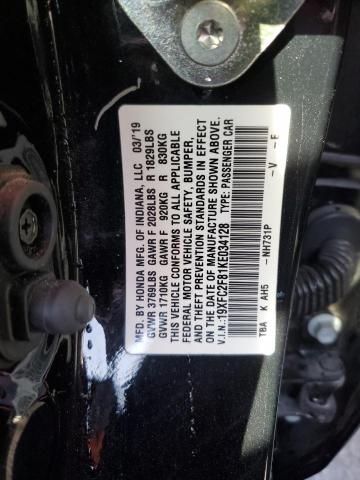 MFD. BY HONDA MFG. OF INDIANA, LLC 03/19
GVWR 3769LBS GAWR F 2028LBS R 1829LBS
GVWR 1710KG GAWR F 920KG R 830KG
THIS VEHICLE CONFORMS TO ALL APPLICABLE
FEDERAL MOTOR VEHICLE SAFETY, BUMPER,
AND THEFT PREVENTION STANDARDS IN EFFECT
ON THE DATE OF MANUFACTURE SHOWN ABOVE.
V.I.N.:19XFC2F81KE034128 TYPE: PASSENGER CAR
TBA K AH5 - NH731P - V - F